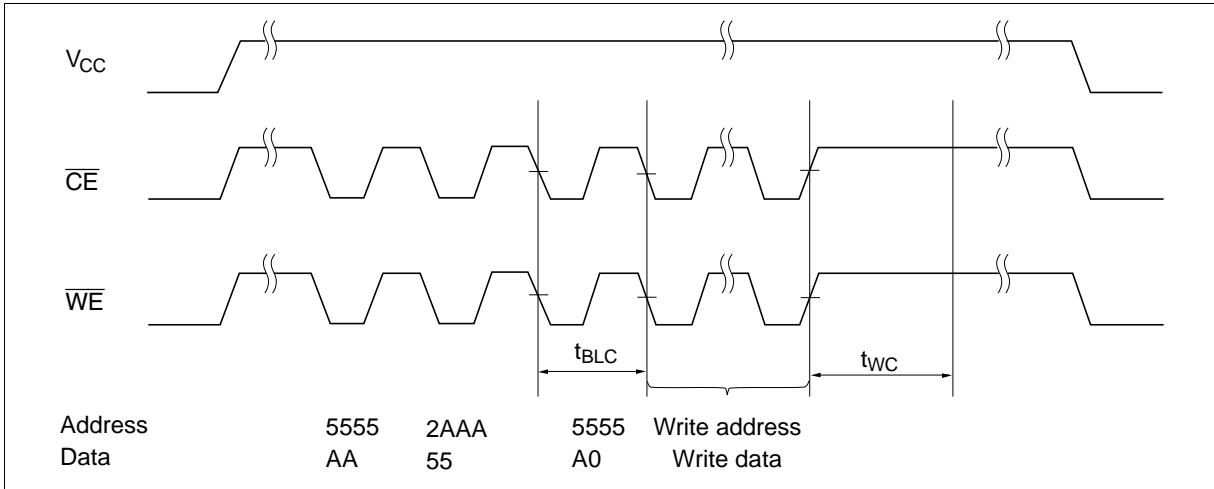 VCC
CE
WE
tBLC
tWC
Address 5555 2AAA 5555 Write address
Data AA 55 A0 Write data